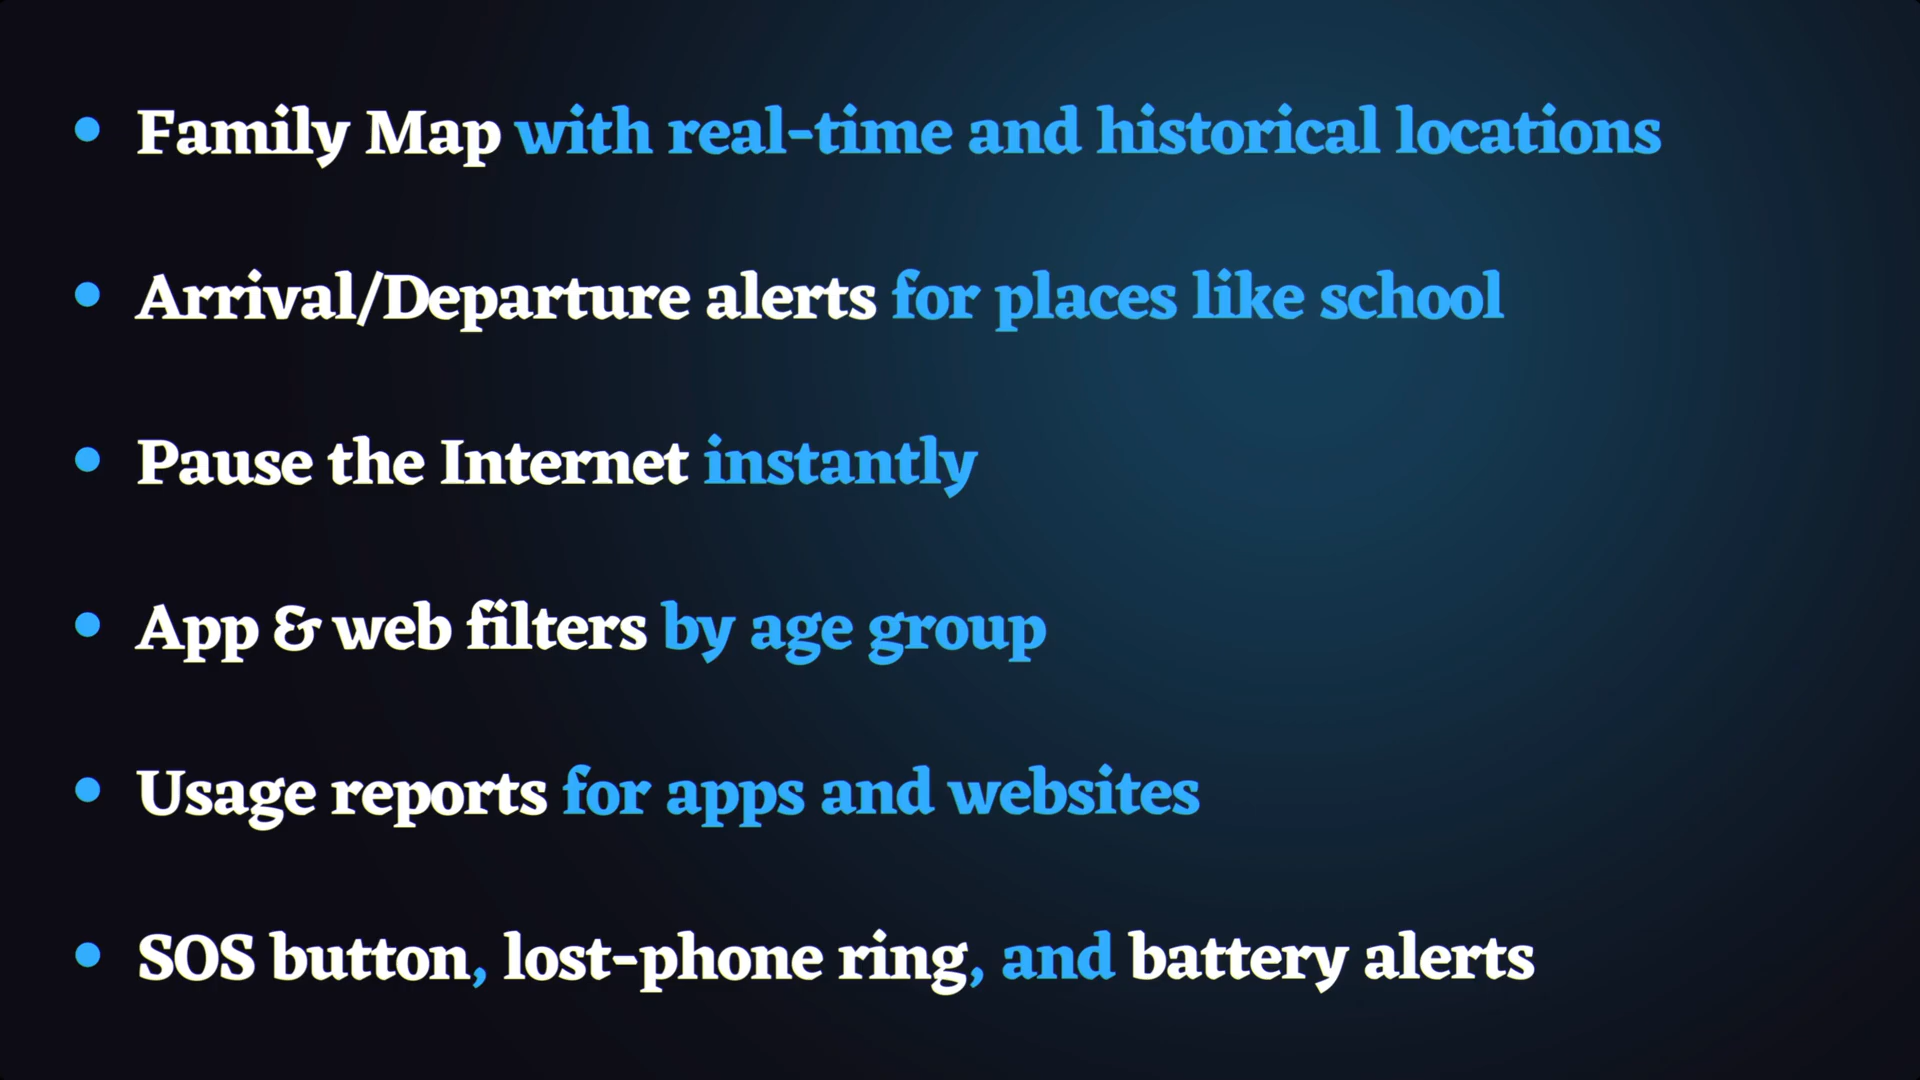 • Family Map with real-time and historical locations
• Arrival/Departure alerts for places like school
• Pause the Internet instantly
• App & web filters by age group
• Usage reports for apps and websites
• SOS button, lost-phone ring, and battery alerts